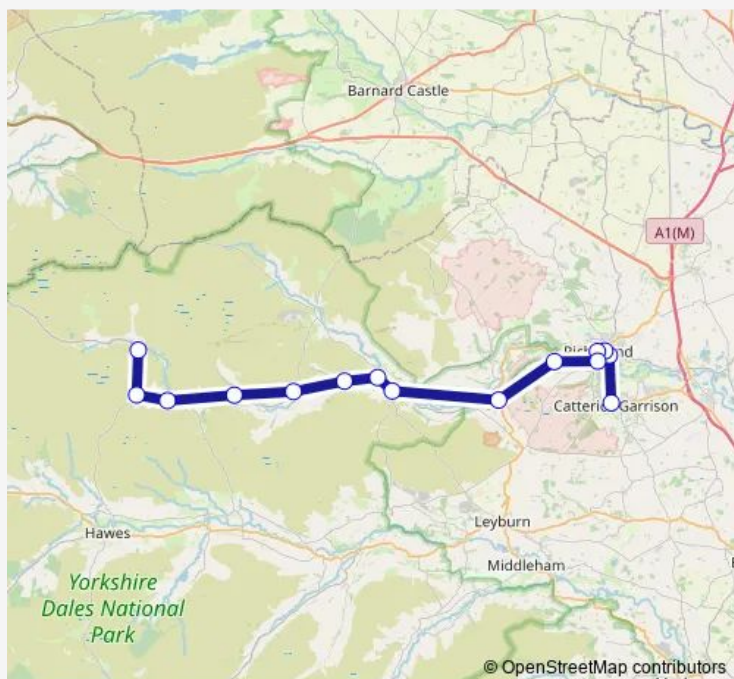 Barnard Castle
A1(M)
Catterick Garrison
Leyburn
Hawes
Middleham
Yorkshire
Dales National
Park
© OpenStreetMap contributors